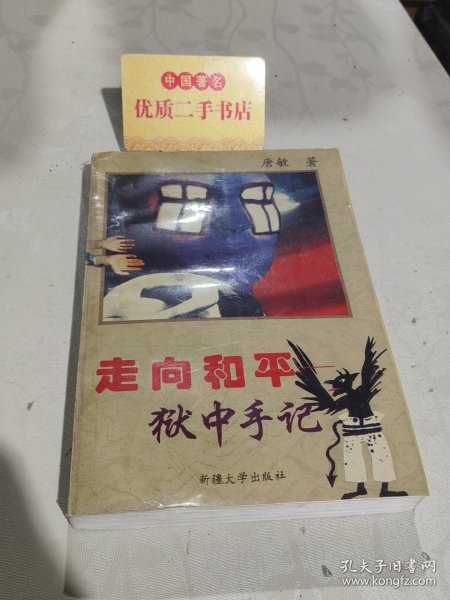 中国著名
优质二手书店
唐敏 著
走向和平—
狱中手记
新疆大学出版社
孔夫子旧书网
www.kongfz.com